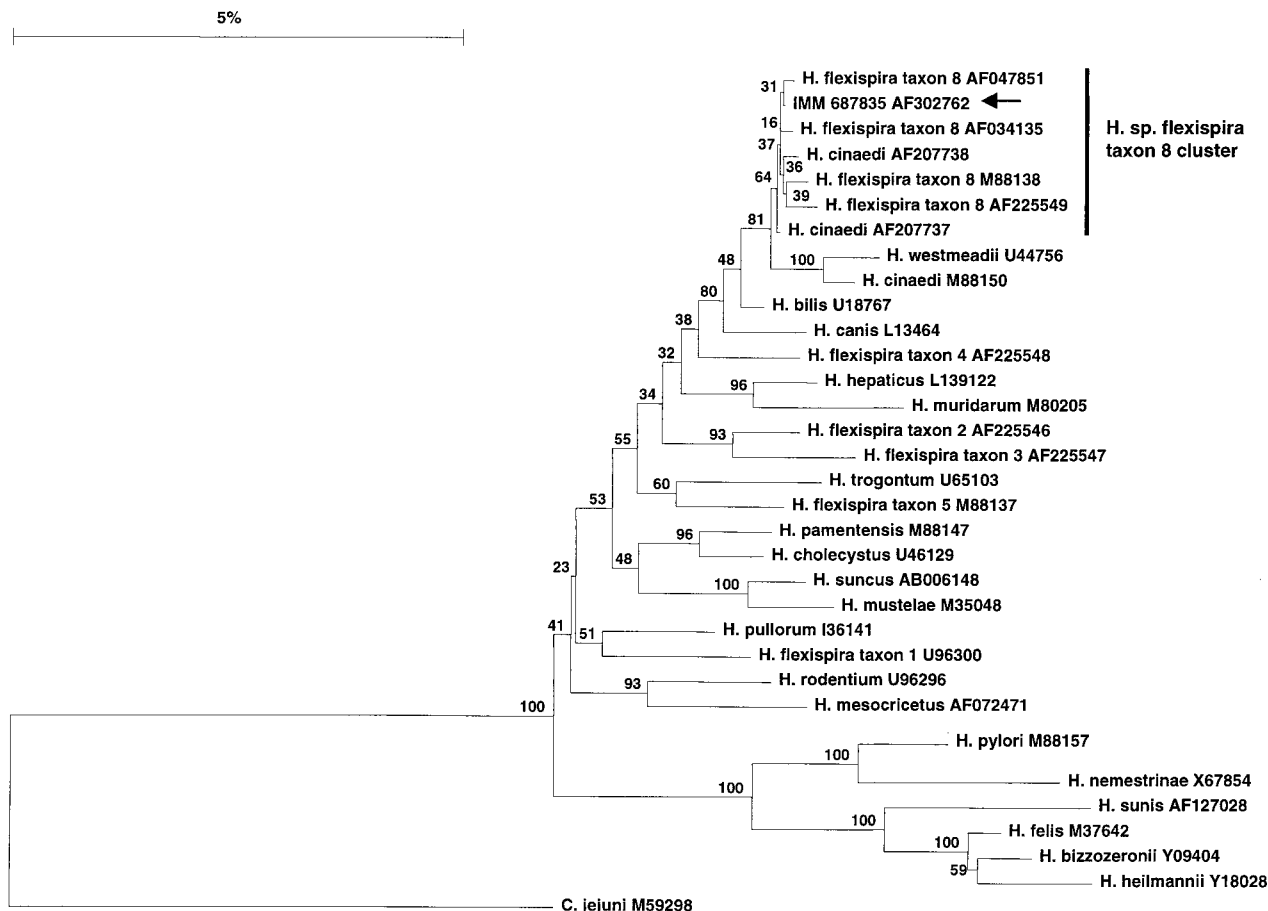 5%
H. flexispira taxon 8 AF047851
31
IMM 687835 AF302762
16
H. flexispira taxon 8 AF034135
37
H. cinaedi AF207738
36
64
H. flexispira taxon 8 M88138
39
H. flexispira taxon 8 AF225549
81
H. cinaedi AF207737
H. sp. flexispira
taxon 8 cluster
100
H. westmeadii U44756
48
H. cinaedi M88150
80
H. bilis U18767
38
H. canis L13464
32
H. flexispira taxon 4 AF225548
96
H. hepaticus L139122
34
H. muridarum M80205
93
H. flexispira taxon 2 AF225546
55
H. flexispira taxon 3 AF225547
60
H. trogontum U65103
53
H. flexispira taxon 5 M88137
96
H. pamentensis M88147
48
H. cholecystus U46129
23
100
H. suncus AB006148
H. mustelae M35048
41
51
H. pullorum I36141
H. flexispira taxon 1 U96300
93
H. rodentium U96296
100
H. mesocricetus AF072471
100
H. pylori M88157
100
H. nemestrinae X67854
100
H. sunis AF127028
100
H. felis M37642
59
H. bizzozeronii Y09404
H. heilmannii Y18028
C. jejuni M59298